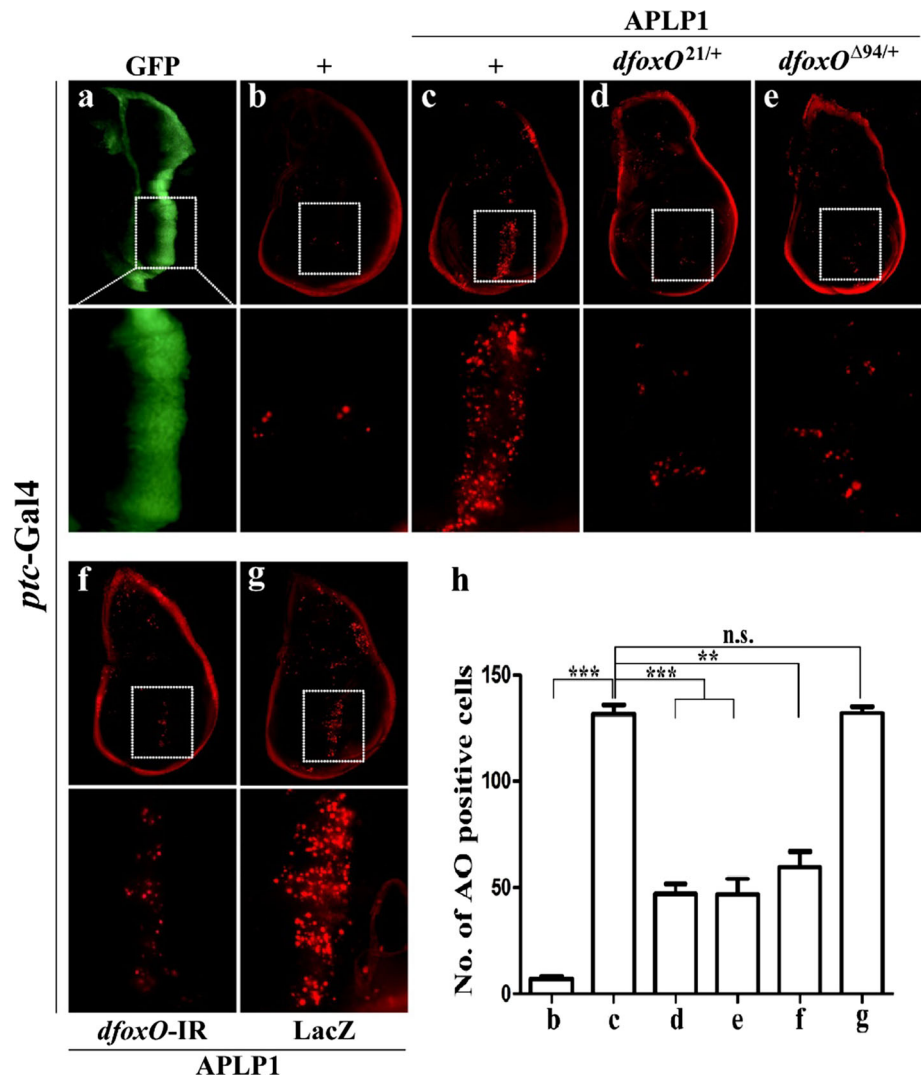 APLP1
GFP + + dfoxO21/+ dfoxOΔ94/+
a b c d e
ptc-Gal4
f g h
n.s.
**
*** ***
150
100
50
0
No. of AO positive cells
b c d e f g
dfoxO-IR LacZ
APLP1